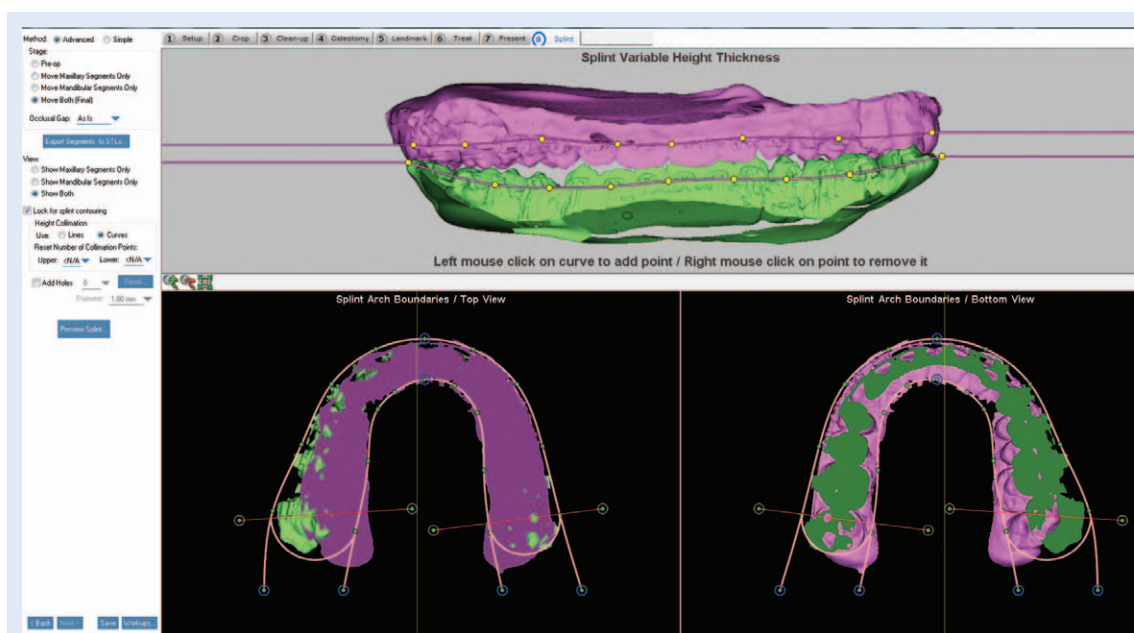 Method: Advanced Simple
Stage:
Pre-op
Move Maxillary Segments Only
Move Mandibular Segments Only
Move Both (Final)
Occlusal Gap: As Is
Export Segments to STLs...
View:
Show Maxillary Segments Only
Show Mandibular Segments Only
Show Both
Lock for splint contouring
Height Collimation
Use: Lines Curves
Reset Number of Collimation Points:
Upper: <N/A Lower: <N/A
Add Holes 8 Reset...
Diameter: 1.00 mm
Preview Splint...
< Back Next > Save Workups...
1 Setup 2 Crop 3 Clean-up 4 Osteotomy 5 Landmark 6 Treat 7 Present 8 Splint
Splint Variable Height Thickness
Left mouse click on curve to add point / Right mouse click on point to remove it
Splint Arch Boundaries / Top View
Splint Arch Boundaries / Bottom View